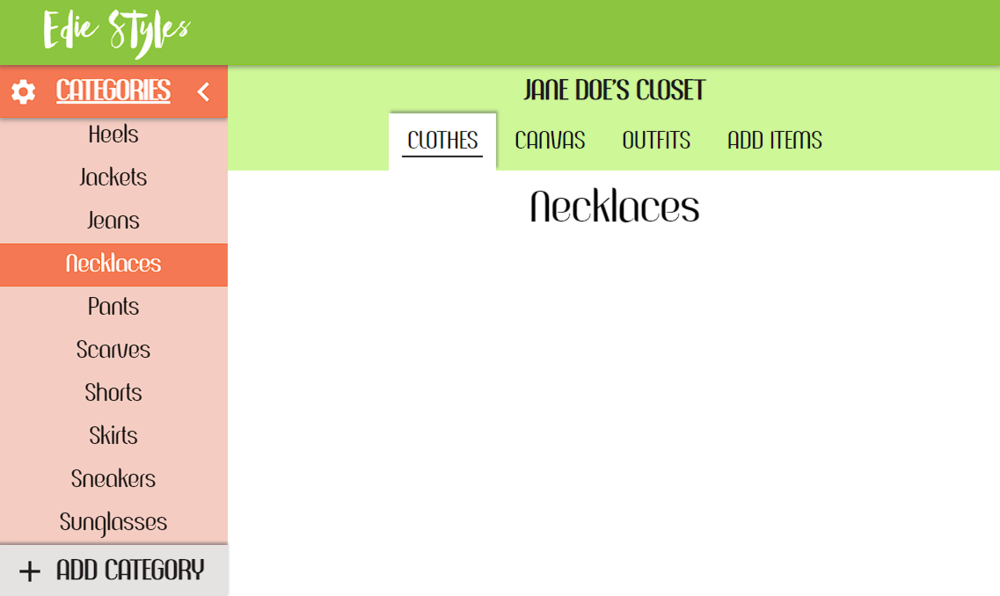 Edie Styles
CATEGORIES
Heels
Jackets
Jeans
Necklaces
Pants
Scarves
Shorts
Skirts
Sneakers
Sunglasses
ADD CATEGORY
JANE DOE'S CLOSET
CLOTHES CANVAS OUTFITS ADD ITEMS
Necklaces